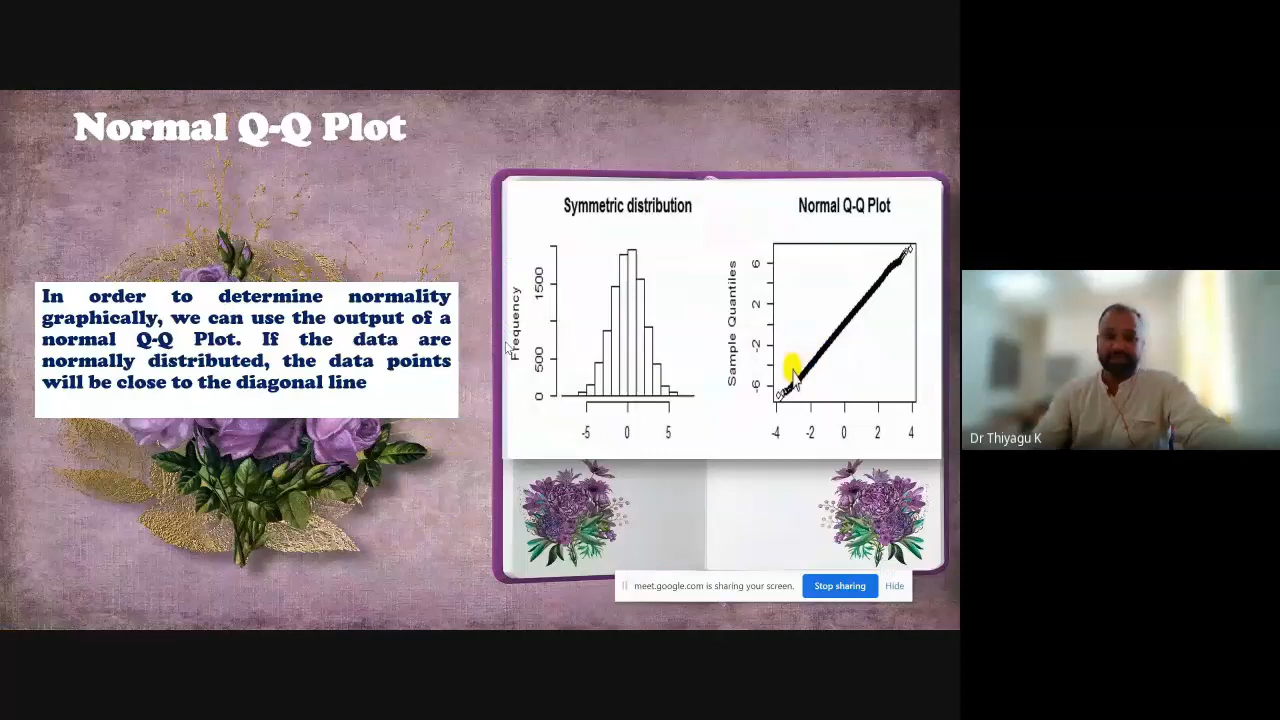 Normal Q-Q Plot
In order to determine normality
graphically, we can use the output of a
normal Q-Q Plot. If the data are
normally distributed, the data points
will be close to the diagonal line
Symmetric distribution
Frequency
0 500 1500
-5 0 5
Normal Q-Q Plot
Sample Quantiles
-6 -2 2 6
-4 -2 0 2 4
meet.google.com is sharing your screen. Stop sharing Hide
Dr Thiyagu K